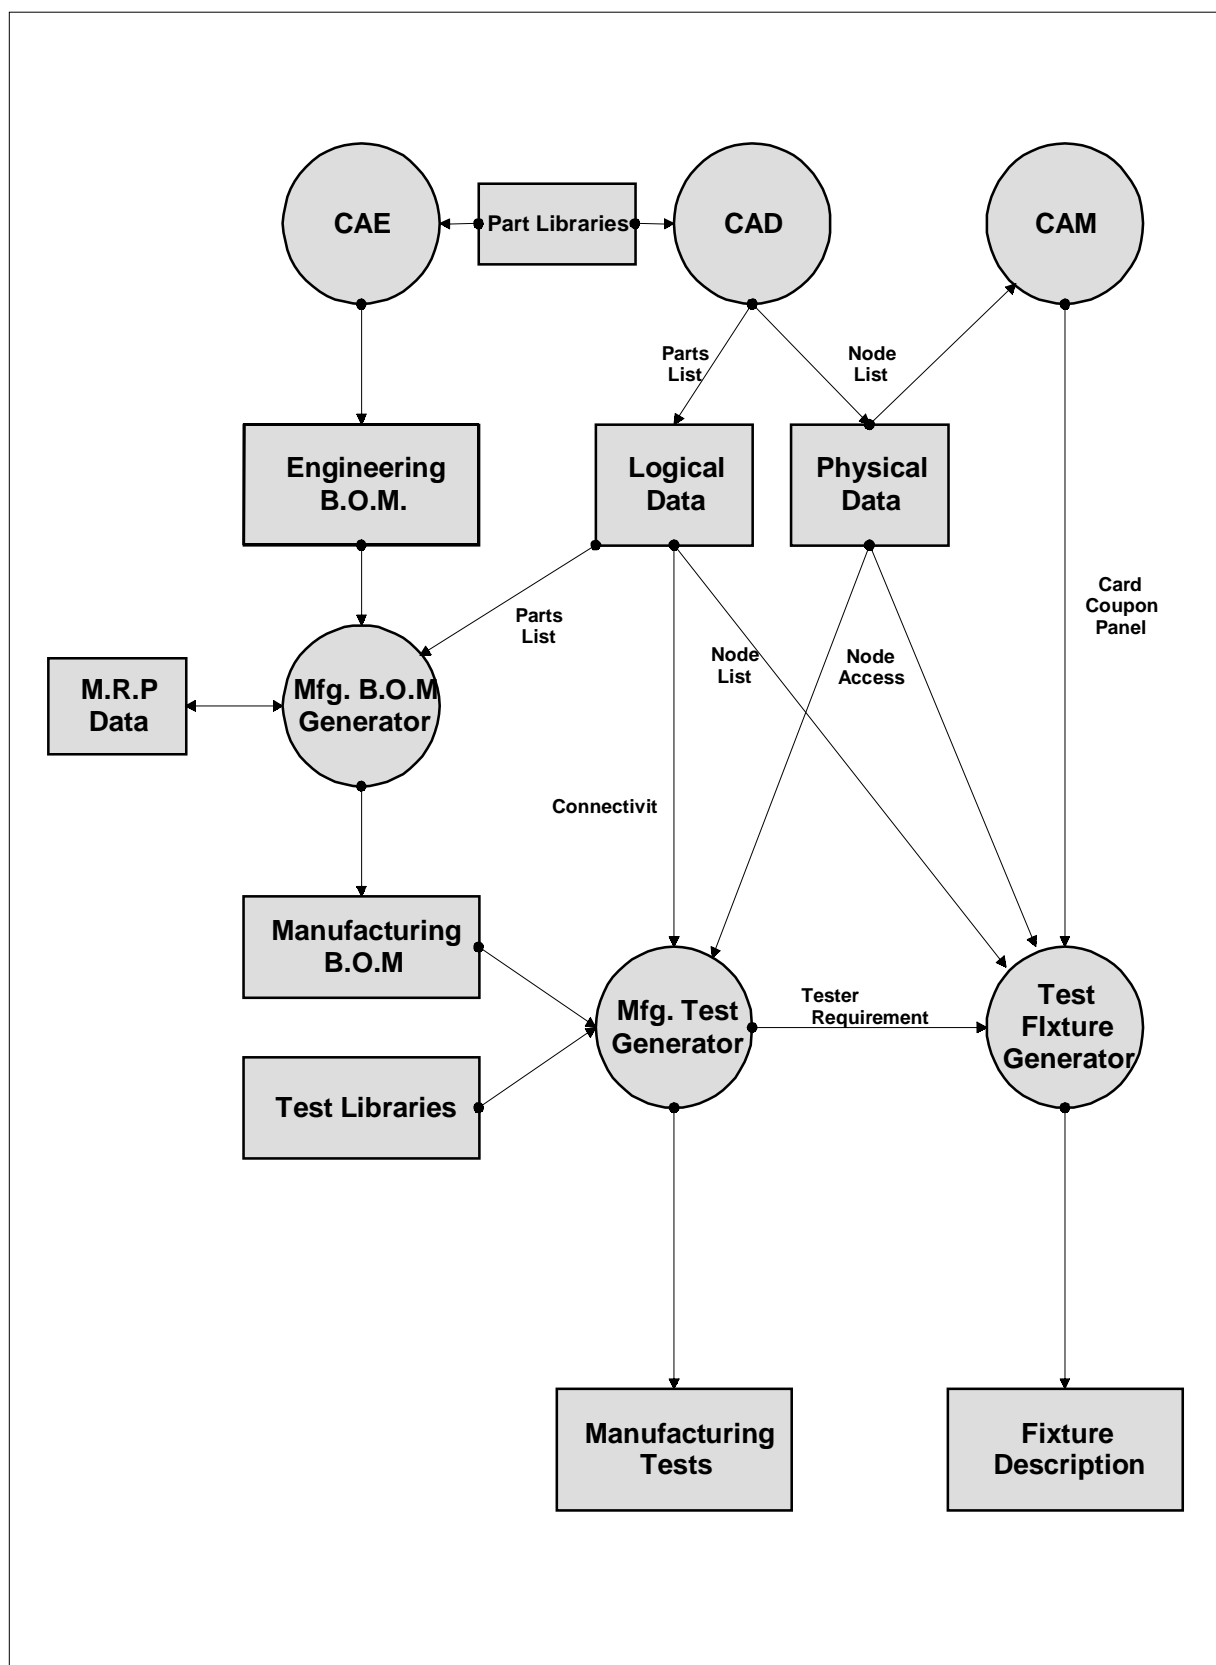 CAE
Part Libraries
CAD
CAM
Parts
List
Node
List
Engineering
B.O.M.
Logical
Data
Physical
Data
Parts
List
Card
Coupon
Panel
Node
List
Node
Access
M.R.P
Data
Mfg. B.O.M
Generator
Connectivit
Manufacturing
B.O.M
Mfg. Test
Generator
Tester
Requirement
Test
FIxture
Generator
Test Libraries
Manufacturing
Tests
Fixture
Description